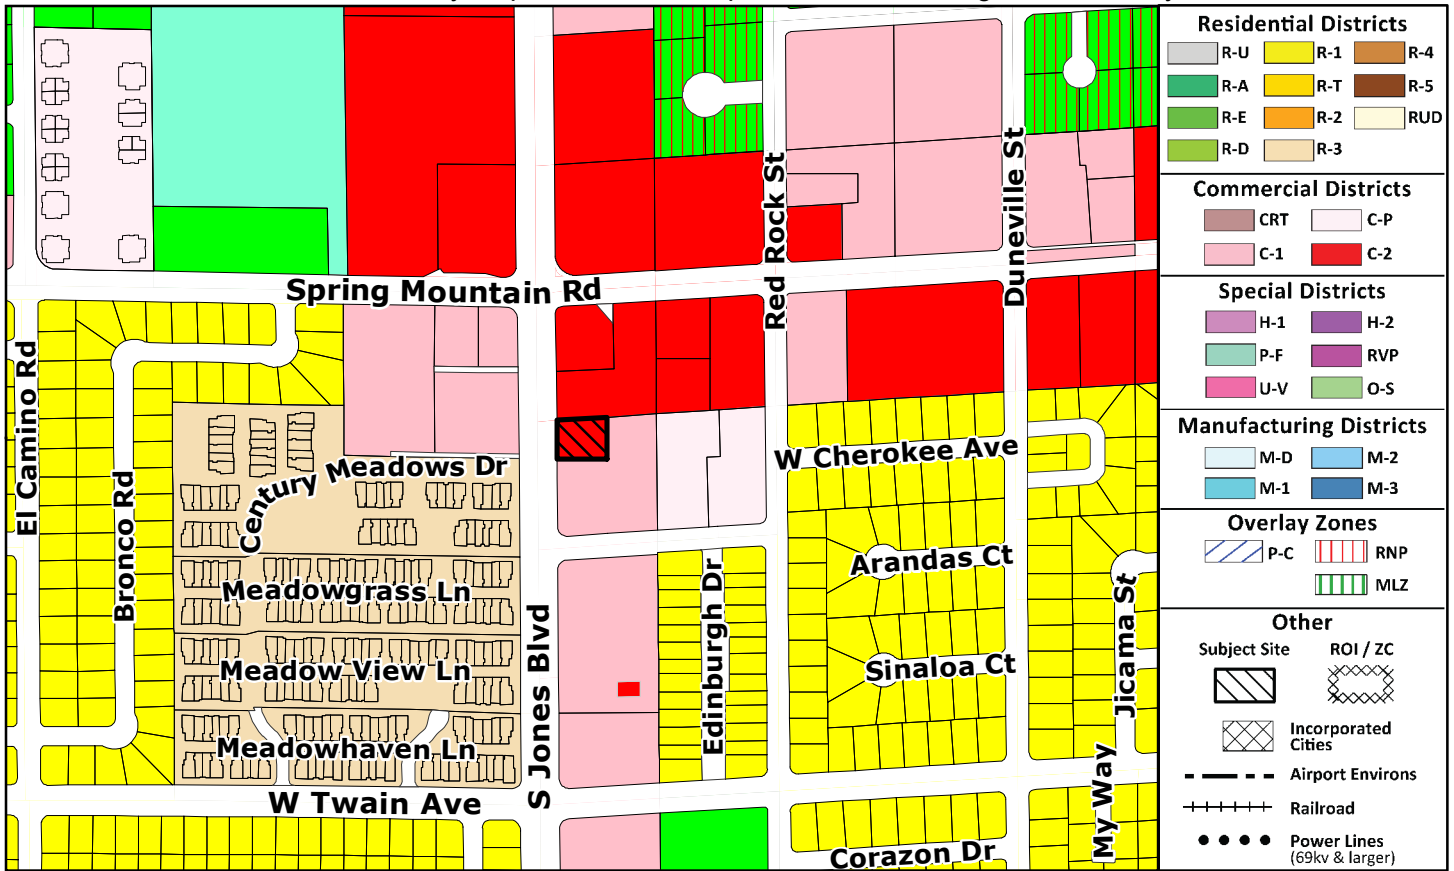 Spring Mountain Rd
Red Rock St
Duneville St
El Camino Rd
Bronco Rd
Century Meadows Dr
W Cherokee Ave
Meadowgrass Ln
Arandas Ct
Meadow View Ln
Sinaloa Ct
S Jones Blvd
Edinburgh Dr
Jicama St
Meadowhaven Ln
W Twain Ave
My Way
Corazon Dr
Residential Districts
R-U R-1 R-4
R-A R-T R-5
R-E R-2 RUD
R-D R-3
Commercial Districts
CRT C-P
C-1 C-2
Special Districts
H-1 H-2
P-F RVP
U-V O-S
Manufacturing Districts
M-D M-2
M-1 M-3
Overlay Zones
P-C RNP
MLZ
Other
Subject Site ROI / ZC
Incorporated
Cities
Airport Environs
Railroad
Power Lines
(69kv & larger)